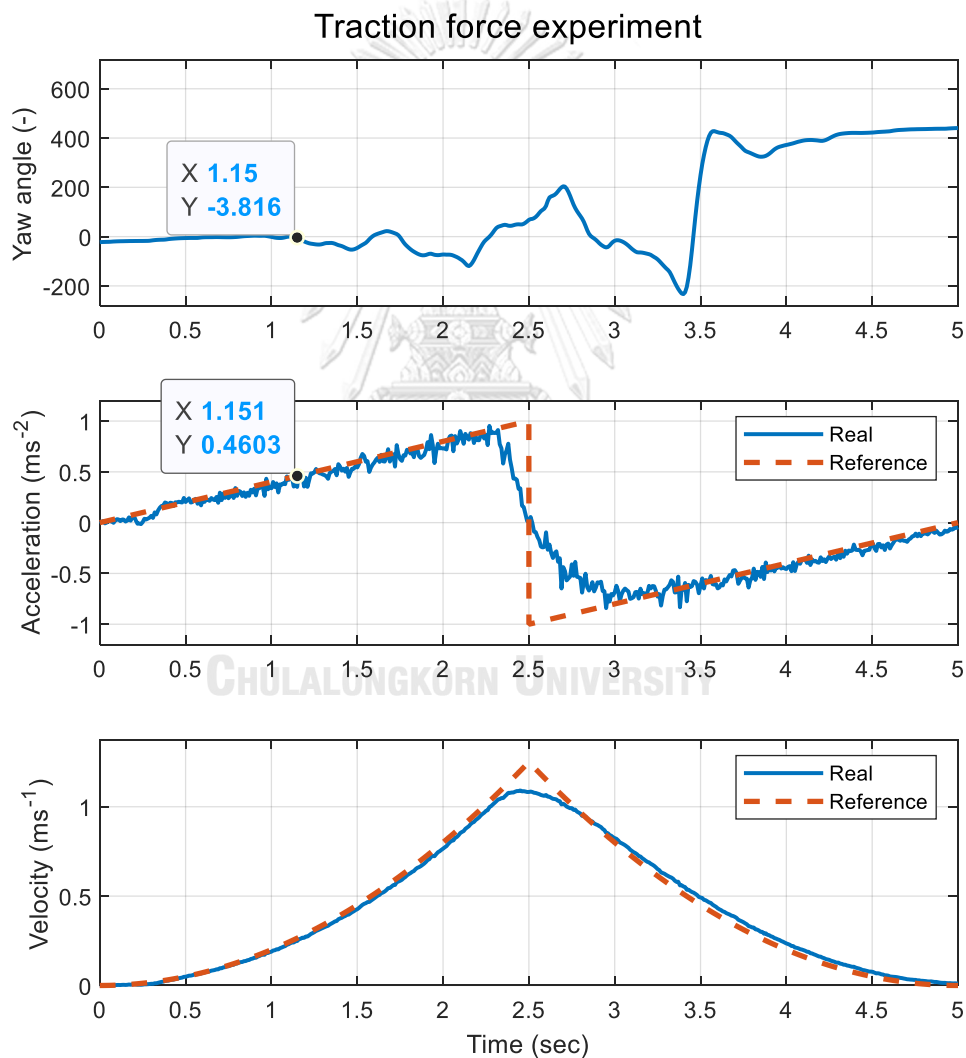 Traction force experiment
Yaw angle (-)
600
400
200
0
-200
X 1.15
Y -3.816
0 0.5 1 1.5 2 2.5 3 3.5 4 4.5 5
Acceleration (ms-2)
1
0.5
0
-0.5
-1
X 1.151
Y 0.4603
Real
Reference
0 0.5 1 1.5 2 2.5 3 3.5 4 4.5 5
CHULALONGKORN UNIVERSITY
Velocity (ms-1)
1
0.5
0
Real
Reference
0 0.5 1 1.5 2 2.5 3 3.5 4 4.5 5
Time (sec)